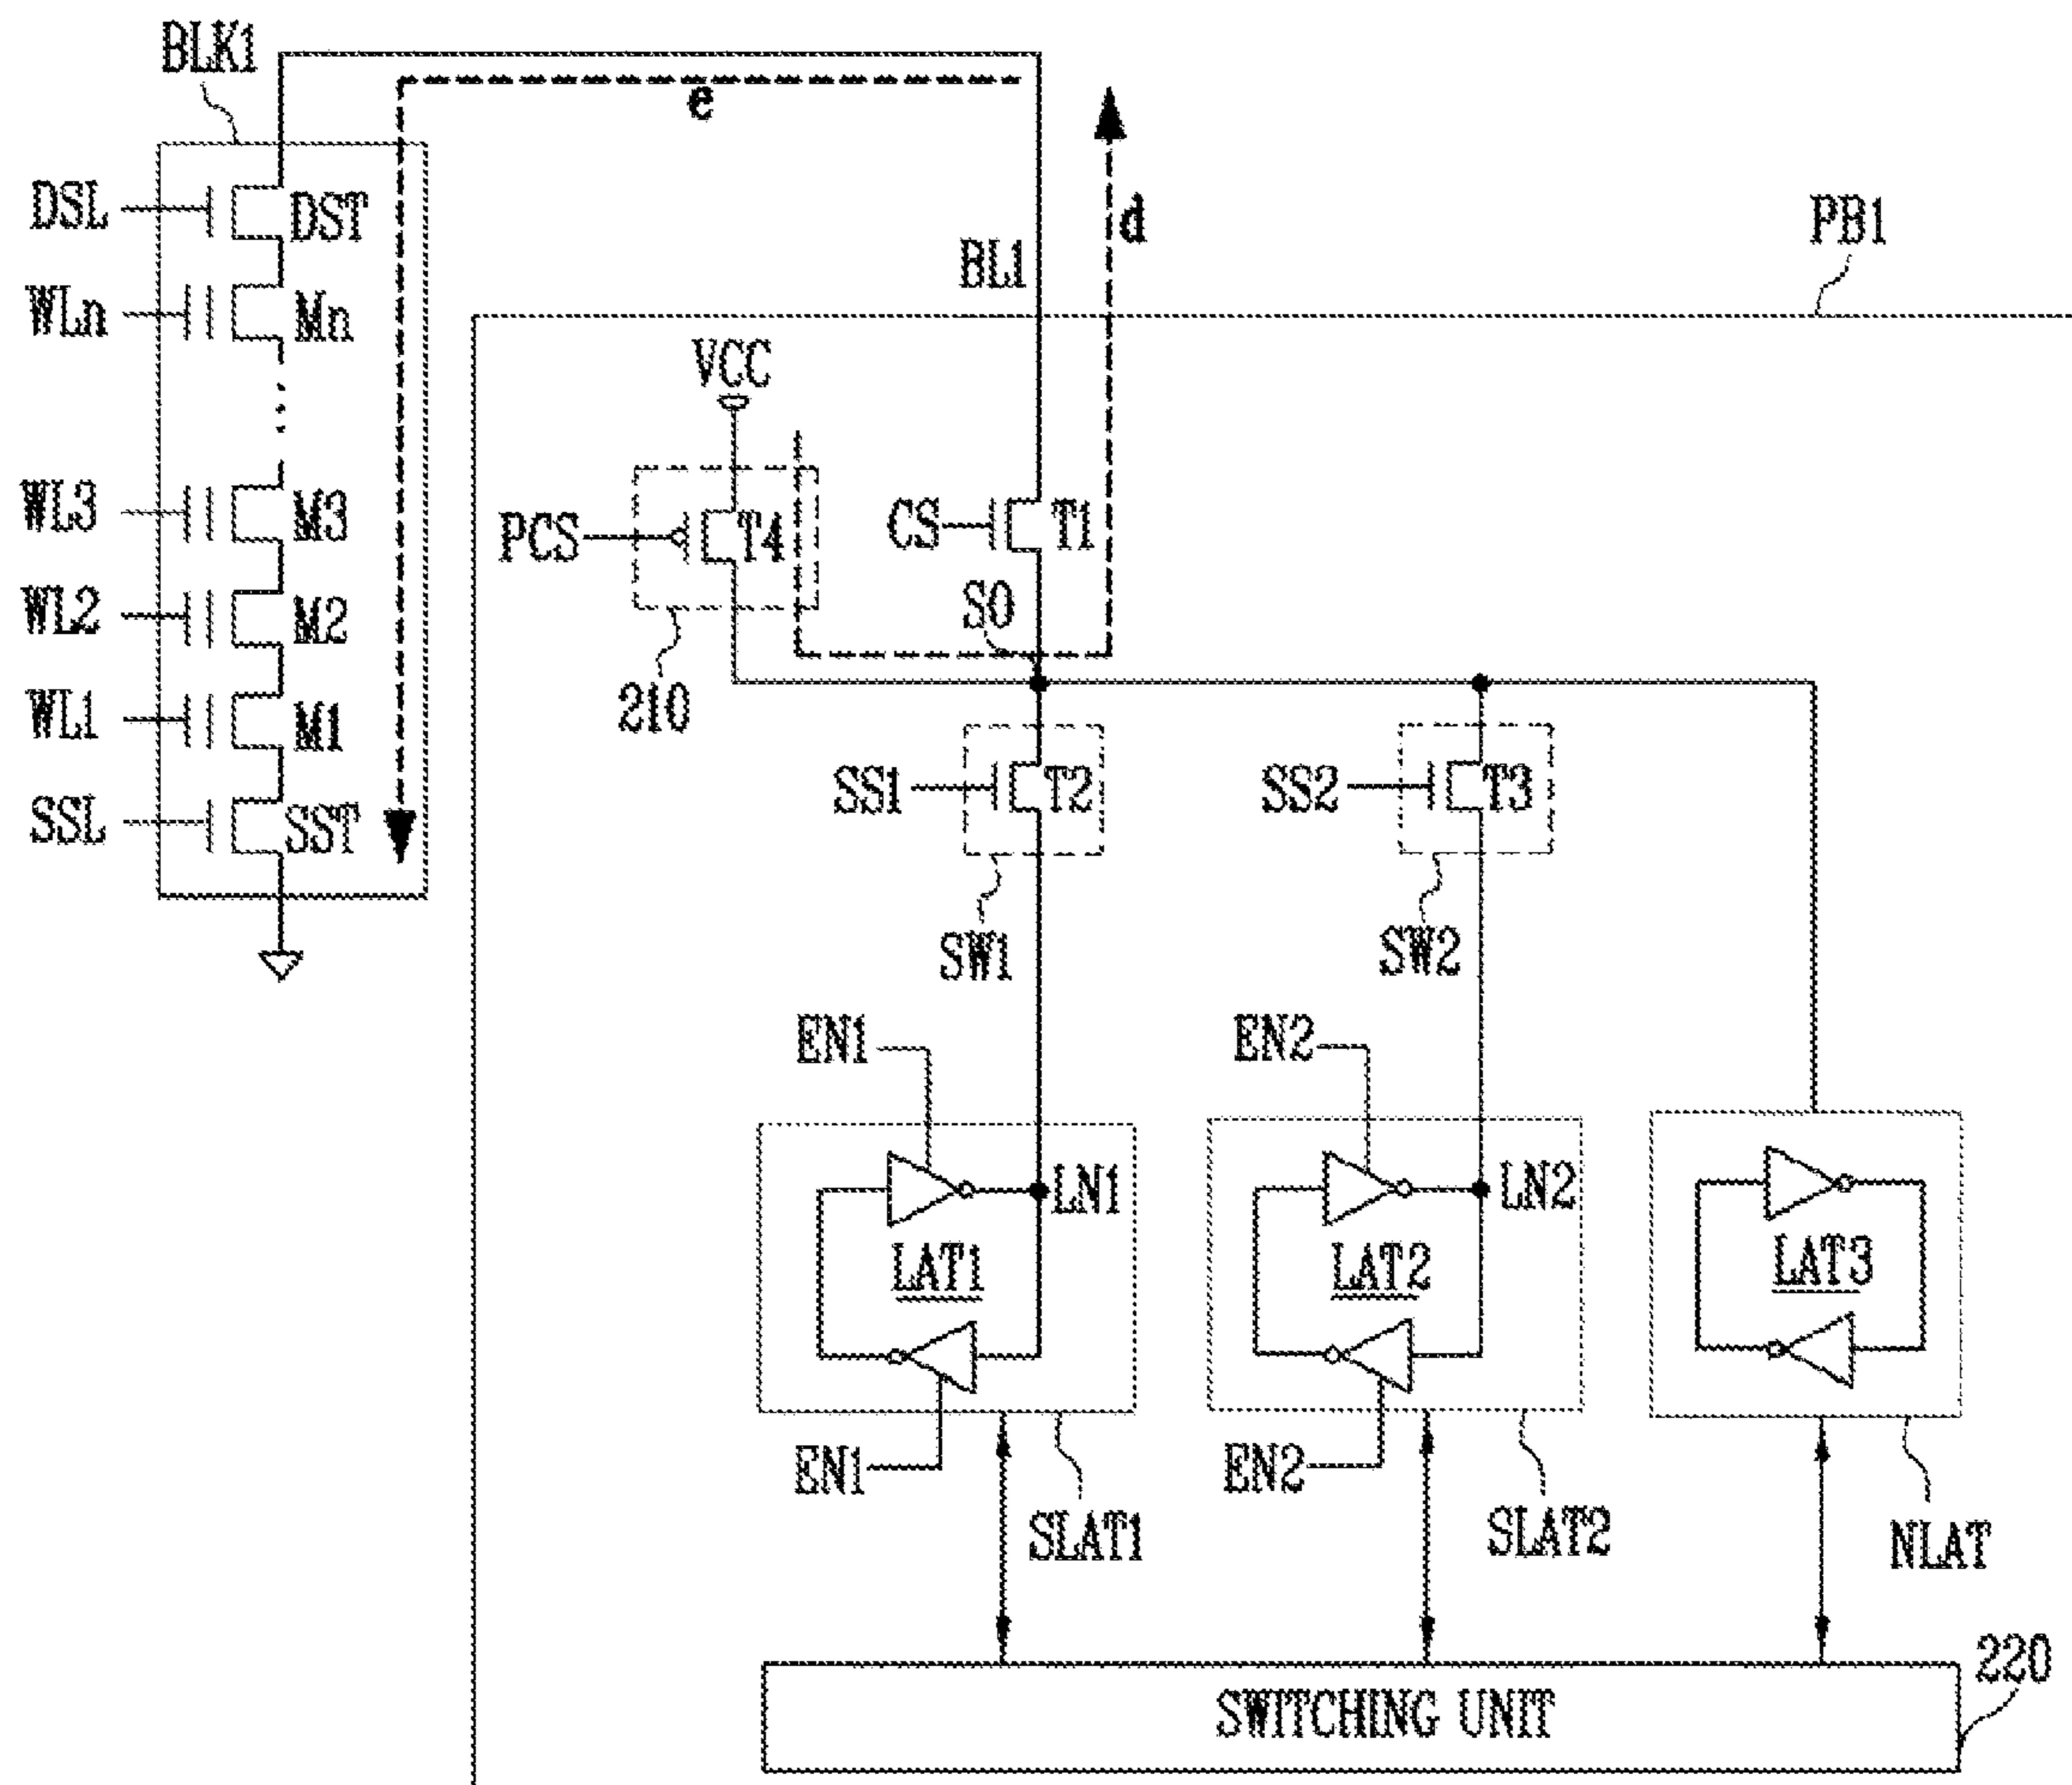 BLK1
e
DSL
DST
d
PB1
BL1
WLn
Mn
VCC
WL3
M3
PCS
T4
CS
T1
SO
WL2
M2
210
WL1
M1
SS1
T2
SS2
T3
SSL
SST
SW1
SW2
EN1
EN2
LN1
LN2
LAT1
LAT2
LAT3
EN1
EN2
SLAT1
SLAT2
NLAT
220
SWITCHING UNIT